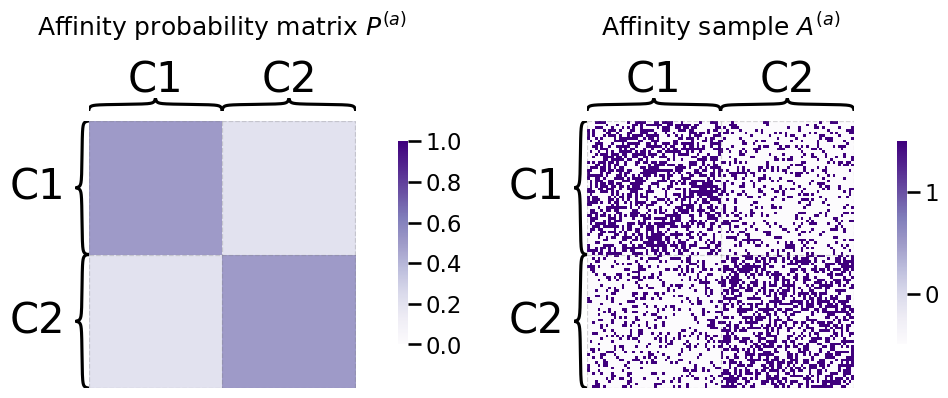 Affinity probability matrix P^(a)
C1 C2
C1
C2
1.0
0.8
0.6
0.4
0.2
0.0
Affinity sample A^(a)
C1 C2
C1
C2
1
0